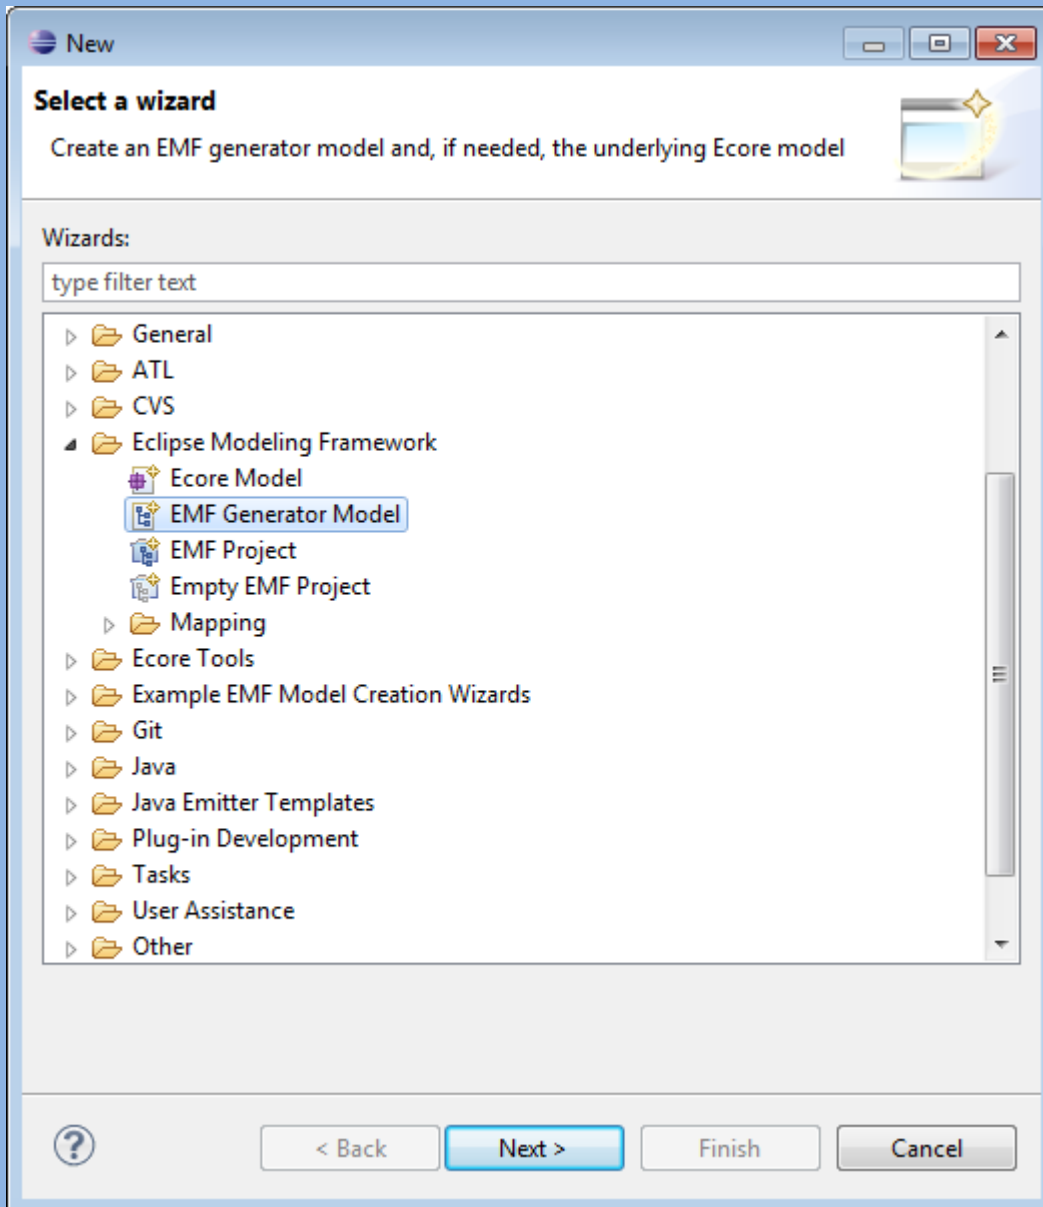 New
Select a wizard
Create an EMF generator model and, if needed, the underlying Ecore model
Wizards:
type filter text
General
ATL
CVS
Eclipse Modeling Framework
Ecore Model
EMF Generator Model
EMF Project
Empty EMF Project
Mapping
Ecore Tools
Example EMF Model Creation Wizards
Git
Java
Java Emitter Templates
Plug-in Development
Tasks
User Assistance
Other
? < Back Next > Finish Cancel